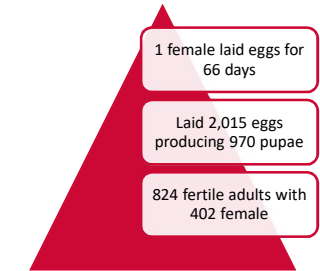 1 female laid eggs for
66 days
Laid 2,015 eggs
producing 970 pupae
824 fertile adults with
402 female